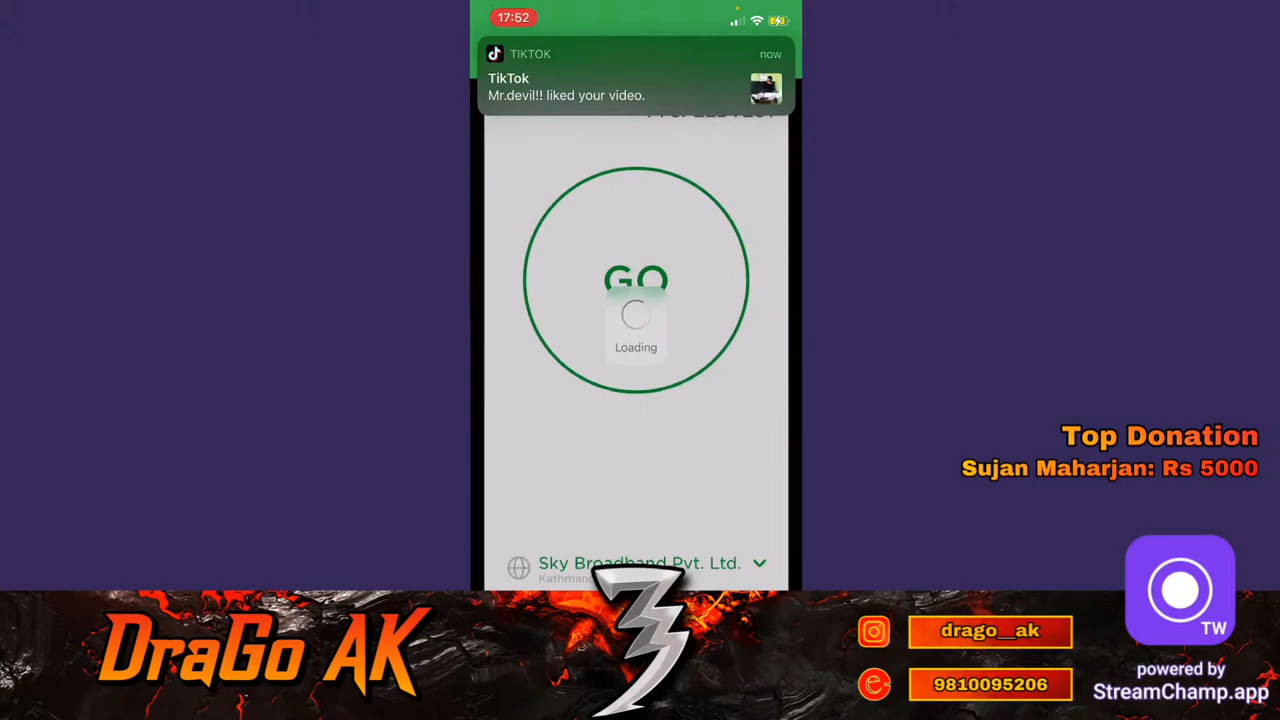 17:52
TIKTOK
now
TikTok
Mr.devil!! liked your video.
GO
Loading
Sky Broadband Pvt. Ltd.
Top Donation
Sujan Maharjan: Rs 5000
DraGo AK
3
drago__ak
9810095206
TW
powered by
StreamChamp.app